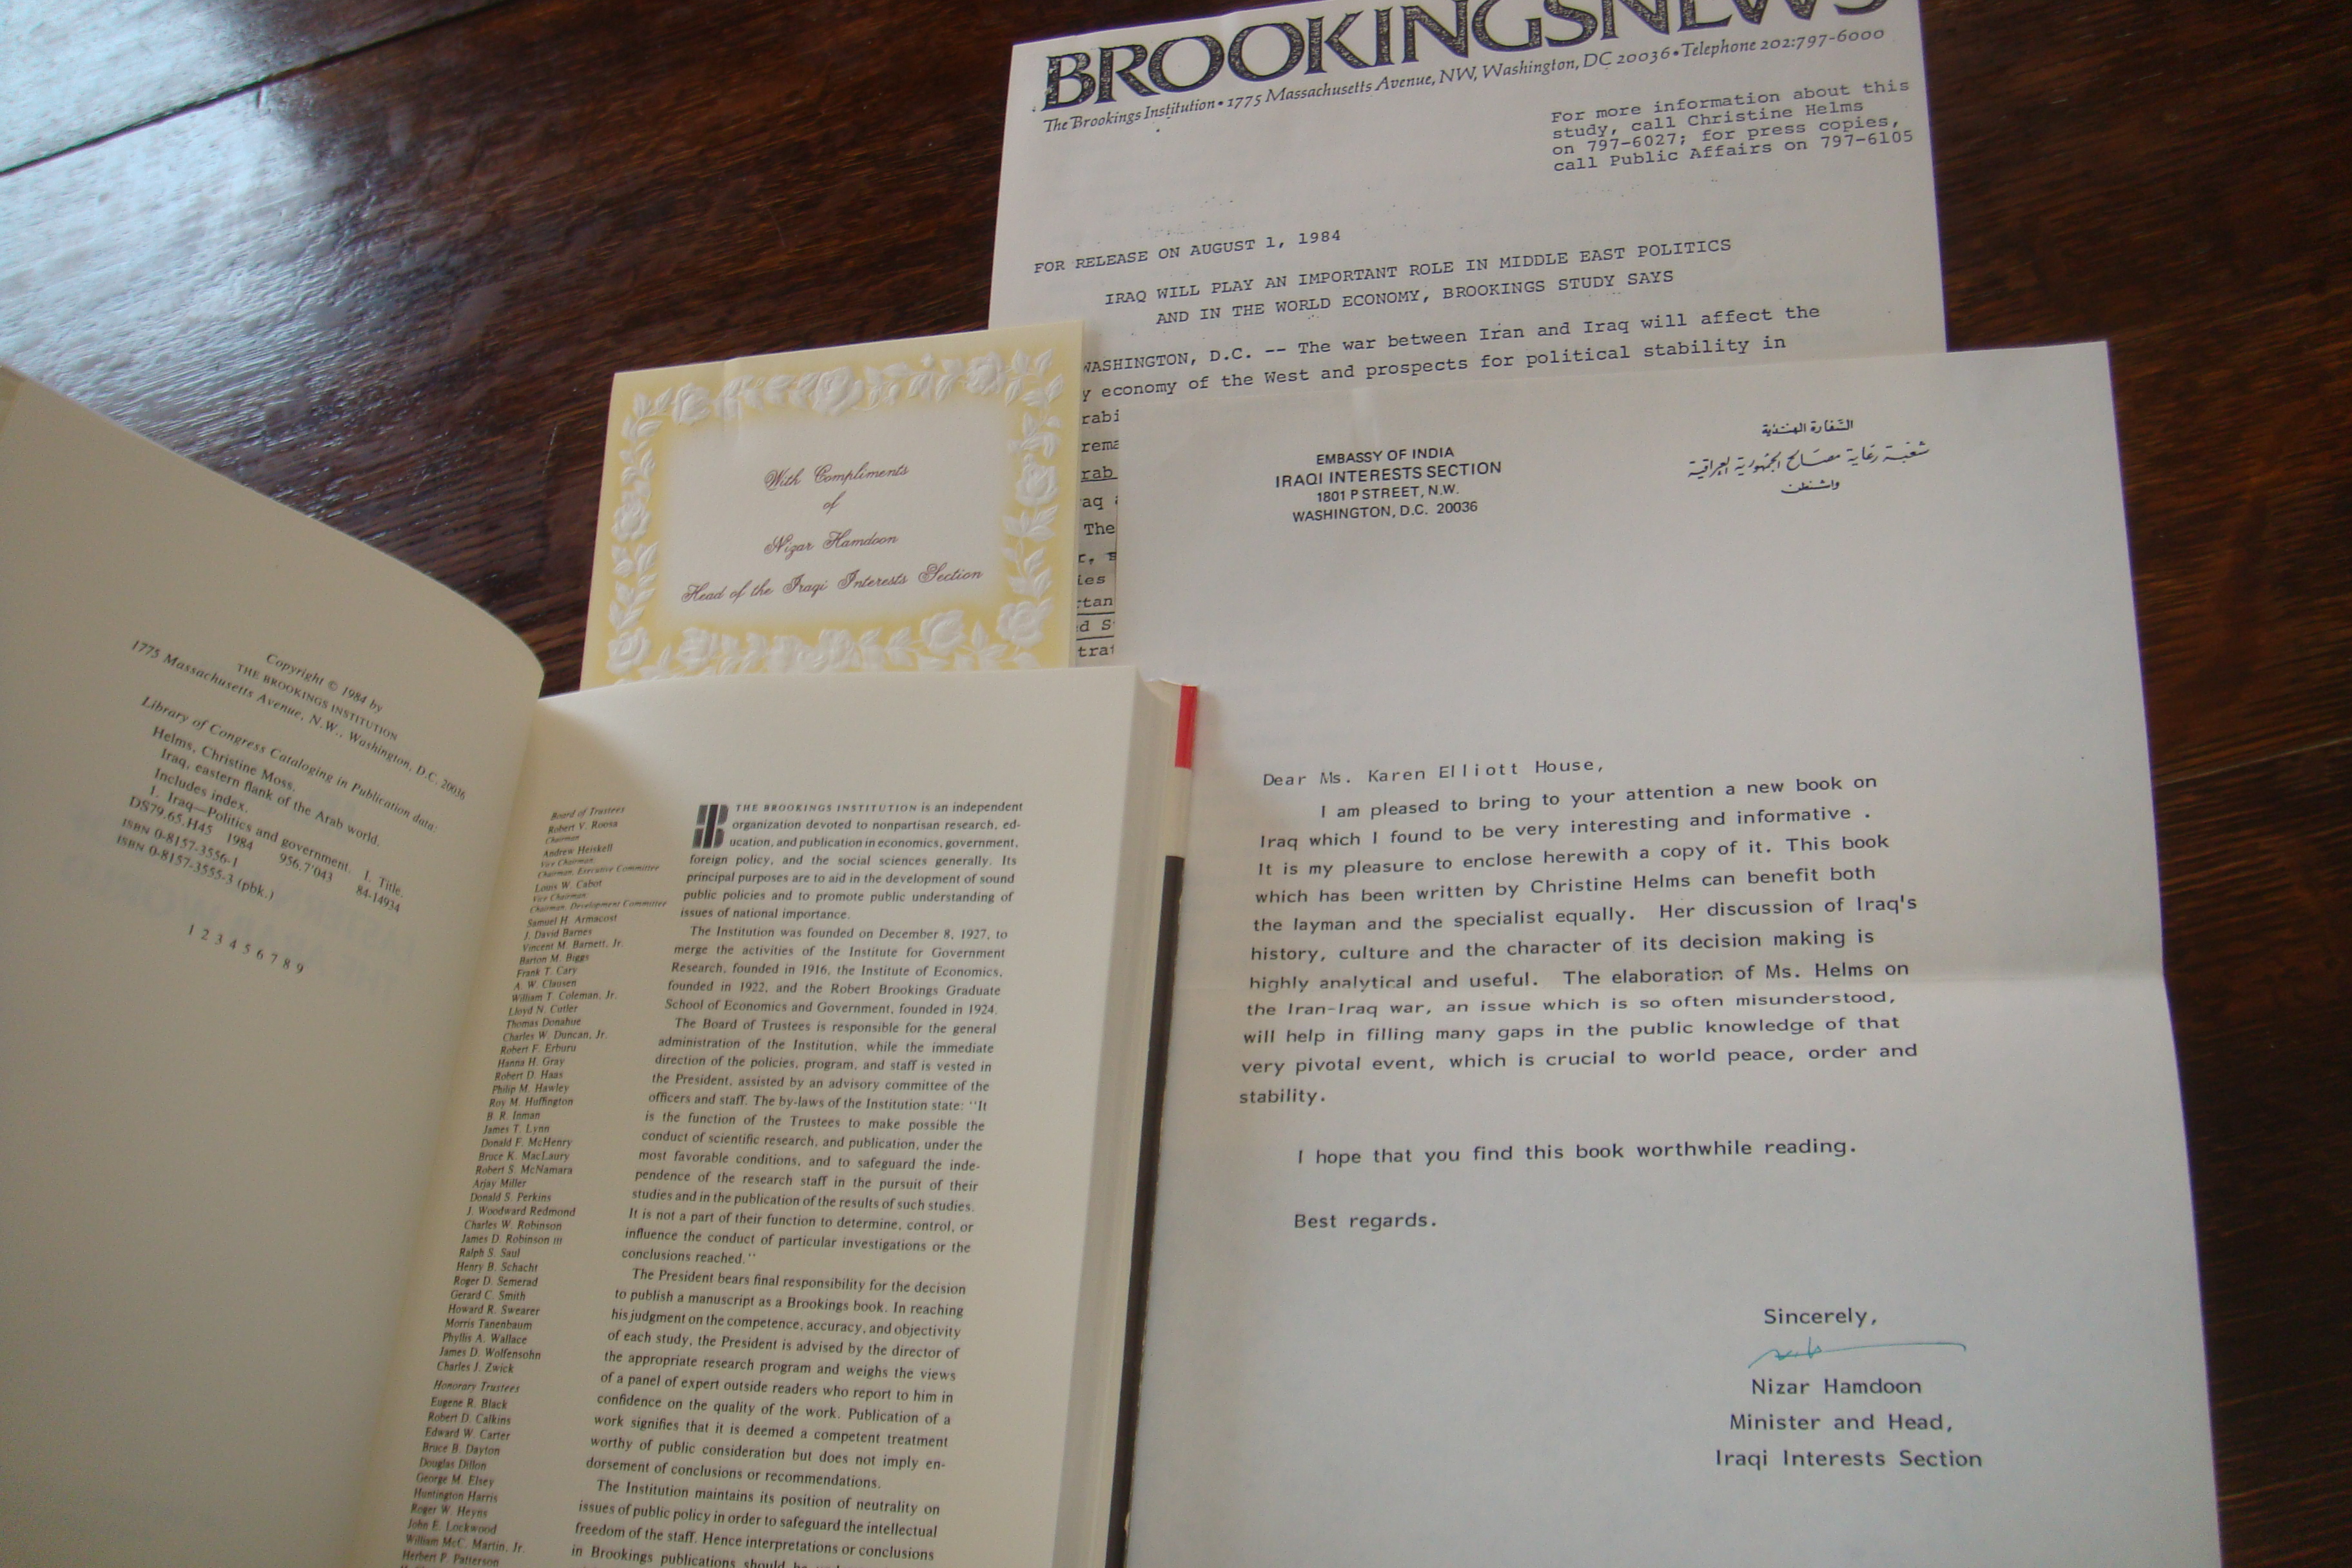 BROOKINGSNEWS
The Brookings Institution • 1775 Massachusetts Avenue, NW, Washington, DC 20036 • Telephone 202:797-6000
For more information about this
study, call Christine Helms
on 797-6027; for press copies,
call Public Affairs on 797-6105
FOR RELEASE ON AUGUST 1, 1984
IRAQ WILL PLAY AN IMPORTANT ROLE IN MIDDLE EAST POLITICS
AND IN THE WORLD ECONOMY, BROOKINGS STUDY SAYS
WASHINGTON, D.C. -- The war between Iran and Iraq will affect the
y economy of the West and prospects for political stability in
rabi
rema
rab
aq
The
r,
ies
rtan
d S
trat
With Compliments
of
Nizar Hamdoon
Head of the Iraqi Interests Section
EMBASSY OF INDIA
IRAQI INTERESTS SECTION
1801 P STREET, N.W.
WASHINGTON, D.C. 20036
السفارة الهندية
شعبة رعاية مصالح الجمهورية العراقية
واشنطن
Dear Ms. Karen Elliott House,
I am pleased to bring to your attention a new book on
Iraq which I found to be very interesting and informative .
It is my pleasure to enclose herewith a copy of it. This book
which has been written by Christine Helms can benefit both
the layman and the specialist equally. Her discussion of Iraq's
history, culture and the character of its decision making is
highly analytical and useful. The elaboration of Ms. Helms on
the Iran-Iraq war, an issue which is so often misunderstood,
will help in filling many gaps in the public knowledge of that
very pivotal event, which is crucial to world peace, order and
stability.
I hope that you find this book worthwhile reading.
Best regards.
Sincerely,
Nizar Hamdoon
Minister and Head,
Iraqi Interests Section
Copyright © 1984 by
THE BROOKINGS INSTITUTION
1775 Massachusetts Avenue, N.W., Washington, D.C. 20036
Library of Congress Cataloging in Publication data:
Helms, Christine Moss.
Iraq, eastern flank of the Arab world.
Includes index.
1. Iraq—Politics and government. I. Title.
DS79.65.H45 1984 956.7'043 84-14934
ISBN 0-8157-3556-1
ISBN 0-8157-3555-3 (pbk.)
1 2 3 4 5 6 7 8 9
Board of Trustees
Robert V. Roosa
Chairman
Andrew Heiskell
Vice Chairman,
Chairman, Executive Committee
Louis W. Cabot
Vice Chairman
Chairman, Development Committee
Samuel H. Armacost
J. David Barnes
Vincent M. Barnett, Jr.
Barton M. Biggs
Frank T. Cary
A. W. Clausen
William T. Coleman, Jr.
Lloyd N. Cutler
Thomas Donahue
Charles W. Duncan, Jr.
Robert F. Erburu
Hanna H. Gray
Robert D. Haas
Philip M. Hawley
Roy M. Huffington
B. R. Inman
James T. Lynn
Donald F. McHenry
Bruce K. MacLaury
Robert S. McNamara
Arjay Miller
Donald S. Perkins
J. Woodward Redmond
Charles W. Robinson
James D. Robinson III
Ralph S. Saul
Henry B. Schacht
Roger D. Semerad
Gerard C. Smith
Howard R. Swearer
Morris Tanenbaum
Phyllis A. Wallace
James D. Wolfensohn
Charles J. Zwick
Honorary Trustees
Eugene R. Black
Robert D. Calkins
Edward W. Carter
Bruce B. Dayton
Douglas Dillon
George M. Elsey
Huntington Harris
Roger W. Heyns
John E. Lockwood
William McC. Martin, Jr.
Herbert P. Patterson
THE BROOKINGS INSTITUTION is an independent
organization devoted to nonpartisan research, ed-
ucation, and publication in economics, government,
foreign policy, and the social sciences generally. Its
principal purposes are to aid in the development of sound
public policies and to promote public understanding of
issues of national importance.
The Institution was founded on December 8, 1927, to
merge the activities of the Institute for Government
Research, founded in 1916, the Institute of Economics,
founded in 1922, and the Robert Brookings Graduate
School of Economics and Government, founded in 1924.
The Board of Trustees is responsible for the general
administration of the Institution, while the immediate
direction of the policies, program, and staff is vested in
the President, assisted by an advisory committee of the
officers and staff. The by-laws of the Institution state: "It
is the function of the Trustees to make possible the
conduct of scientific research, and publication, under the
most favorable conditions, and to safeguard the inde-
pendence of the research staff in the pursuit of their
studies and in the publication of the results of such studies.
It is not a part of their function to determine, control, or
influence the conduct of particular investigations or the
conclusions reached."
The President bears final responsibility for the decision
to publish a manuscript as a Brookings book. In reaching
his judgment on the competence, accuracy, and objectivity
of each study, the President is advised by the director of
the appropriate research program and weighs the views
of a panel of expert outside readers who report to him in
confidence on the quality of the work. Publication of a
work signifies that it is deemed a competent treatment
worthy of public consideration but does not imply en-
dorsement of conclusions or recommendations.
The Institution maintains its position of neutrality on
issues of public policy in order to safeguard the intellectual
freedom of the staff. Hence interpretations or conclusions
in Brookings publications should be